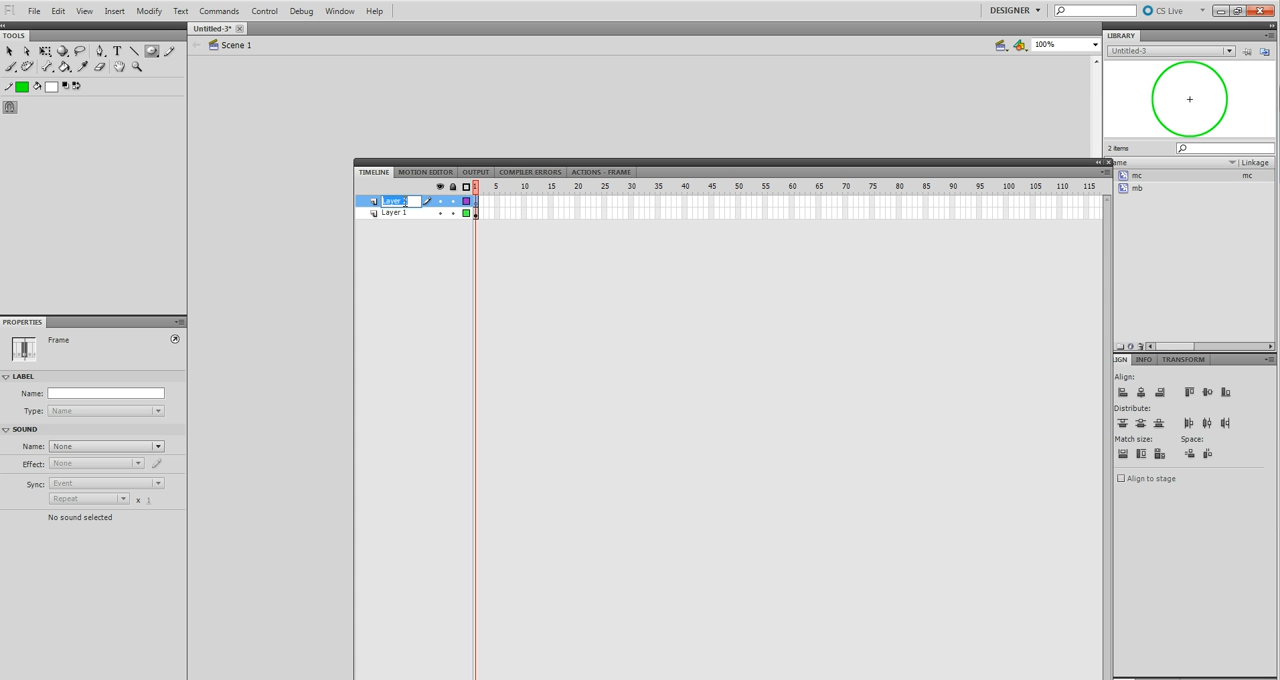 Fl File Edit View Insert Modify Text Commands Control Debug Window Help DESIGNER CS Live
TOOLS
Untitled-3*
Scene 1
100%
LIBRARY
Untitled-3
2 items
ame Linkage
mc mc
mb
TIMELINE MOTION EDITOR OUTPUT COMPILER ERRORS ACTIONS - FRAME
1 5 10 15 20 25 30 35 40 45 50 55 60 65 70 75 80 85 90 95 100 105 110 115
Layer
Layer 1
PROPERTIES
Frame
LABEL
Name:
Type: Name
SOUND
Name: None
Effect: None
Sync: Event
Repeat x 1
No sound selected
IGN INFO TRANSFORM
Align:
Distribute:
Match size: Space:
Align to stage